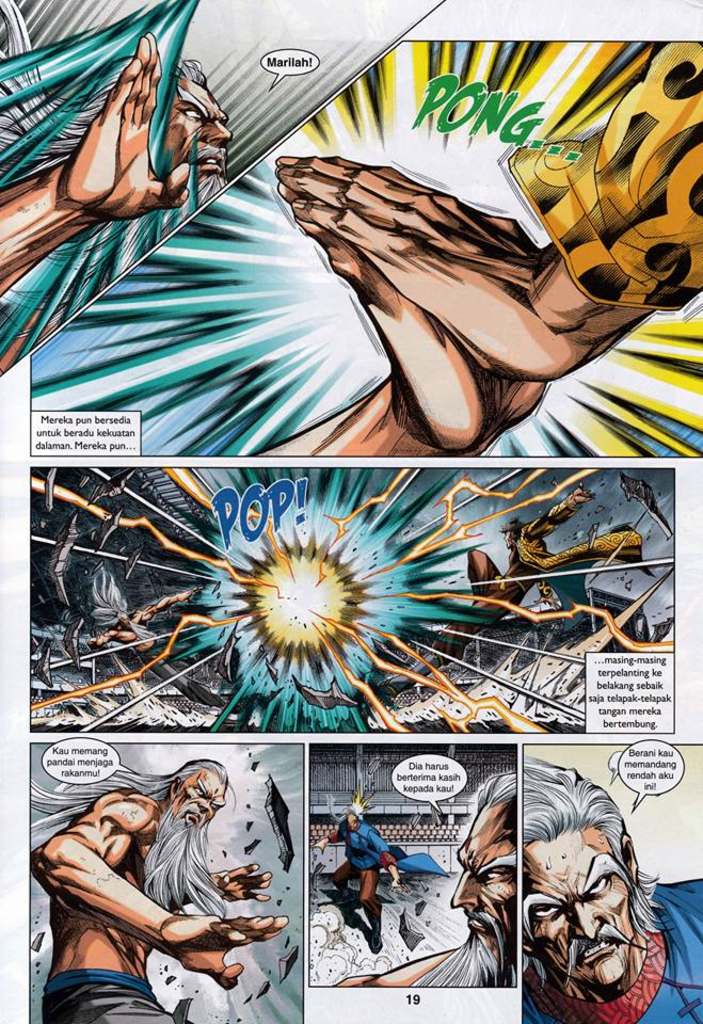 Marilah!
PONG...
Mereka pun bersedia
untuk beradu kekuatan
dalaman. Mereka pun...
POP!
...masing-masing
terpelanting ke
belakang sebaik
saja telapak-telapak
tangan mereka
bertembung.
Kau memang
pandai menjaga
rakanmu!
Dia harus
berterima kasih
kepada kau!
Berani kau
memandang
rendah aku
ini!
19